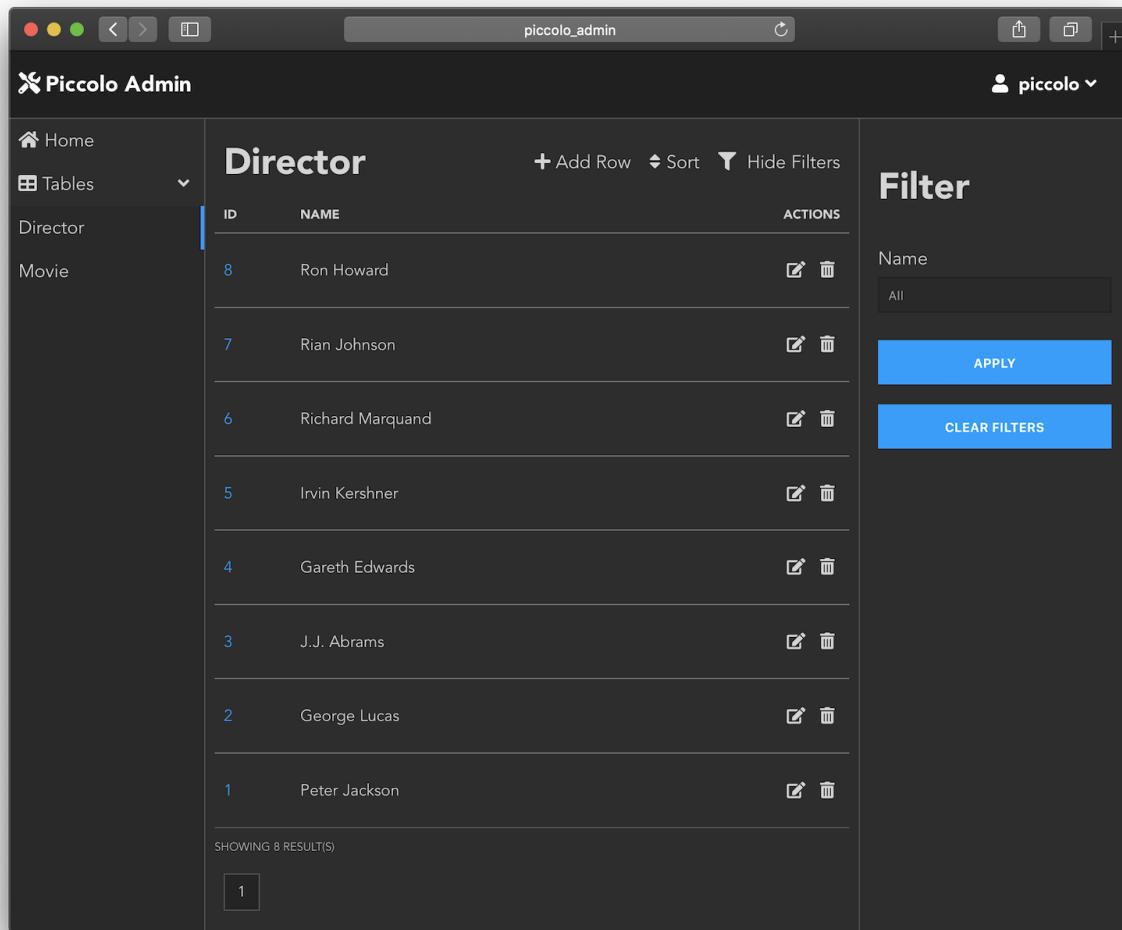 piccolo_admin
Piccolo Admin
piccolo
Home
Tables
Director
Movie
Director
Add Row
Sort
Hide Filters
ID NAME ACTIONS
8 Ron Howard
7 Rian Johnson
6 Richard Marquand
5 Irvin Kershner
4 Gareth Edwards
3 J.J. Abrams
2 George Lucas
1 Peter Jackson
SHOWING 8 RESULT(S)
1
Filter
Name
All
APPLY
CLEAR FILTERS